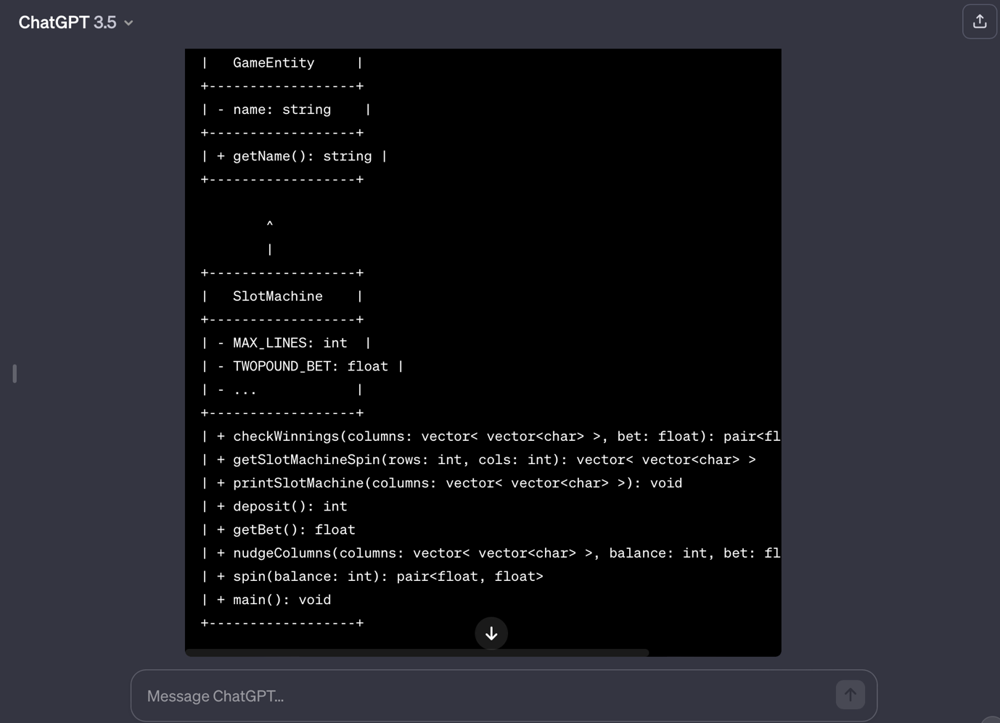 ChatGPT 3.5
|   GameEntity     |
+------------------+
| - name: string    |
+------------------+
| + getName(): string |
+------------------+
^
|
+------------------+
|   SlotMachine    |
+------------------+
| - MAX_LINES: int  |
| - TWOPOUND_BET: float |
| - ...            |
+------------------+
| + checkWinnings(columns: vector< vector<char> >, bet: float): pair<fl
| + getSlotMachineSpin(rows: int, cols: int): vector< vector<char> >
| + printSlotMachine(columns: vector< vector<char> >): void
| + deposit(): int
| + getBet(): float
| + nudgeColumns(columns: vector< vector<char> >, balance: int, bet: fl
| + spin(balance: int): pair<float, float>
| + main(): void
+------------------+
Message ChatGPT...